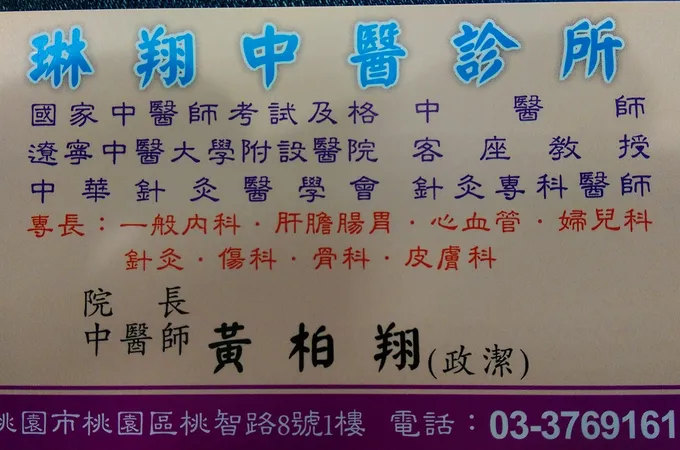 琳翔中醫診所
國家中醫師考試及格 中醫師
遼寧中醫大學附設醫院 客座教授
中華針灸醫學會 針灸專科醫師
專長：一般內科．肝膽腸胃．心血管．婦兒科
針灸．傷科．骨科．皮膚科
院長
中醫師 黃柏翔(政潔)
桃園市桃園區桃智路8號1樓 電話：03-3769161